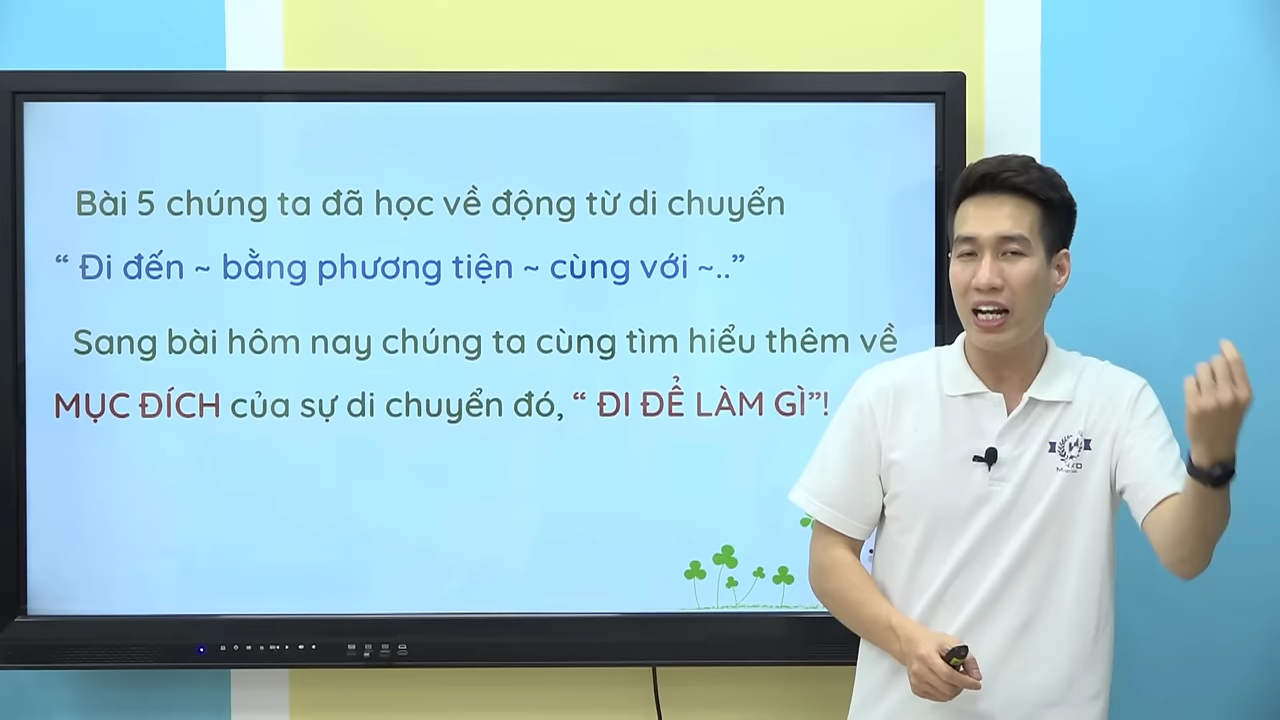 Bài 5 chúng ta đã học về động từ di chuyển
“ Đi đến ~ bằng phương tiện ~ cùng với ~..”
Sang bài hôm nay chúng ta cùng tìm hiểu thêm về
MỤC ĐÍCH của sự di chuyển đó, “ ĐI ĐỂ LÀM GÌ”!